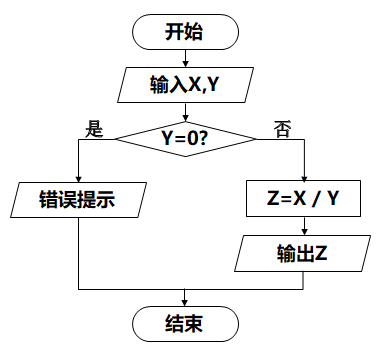 开始
输入X,Y
是
Y=0?
否
错误提示
Z=X / Y
输出Z
结束